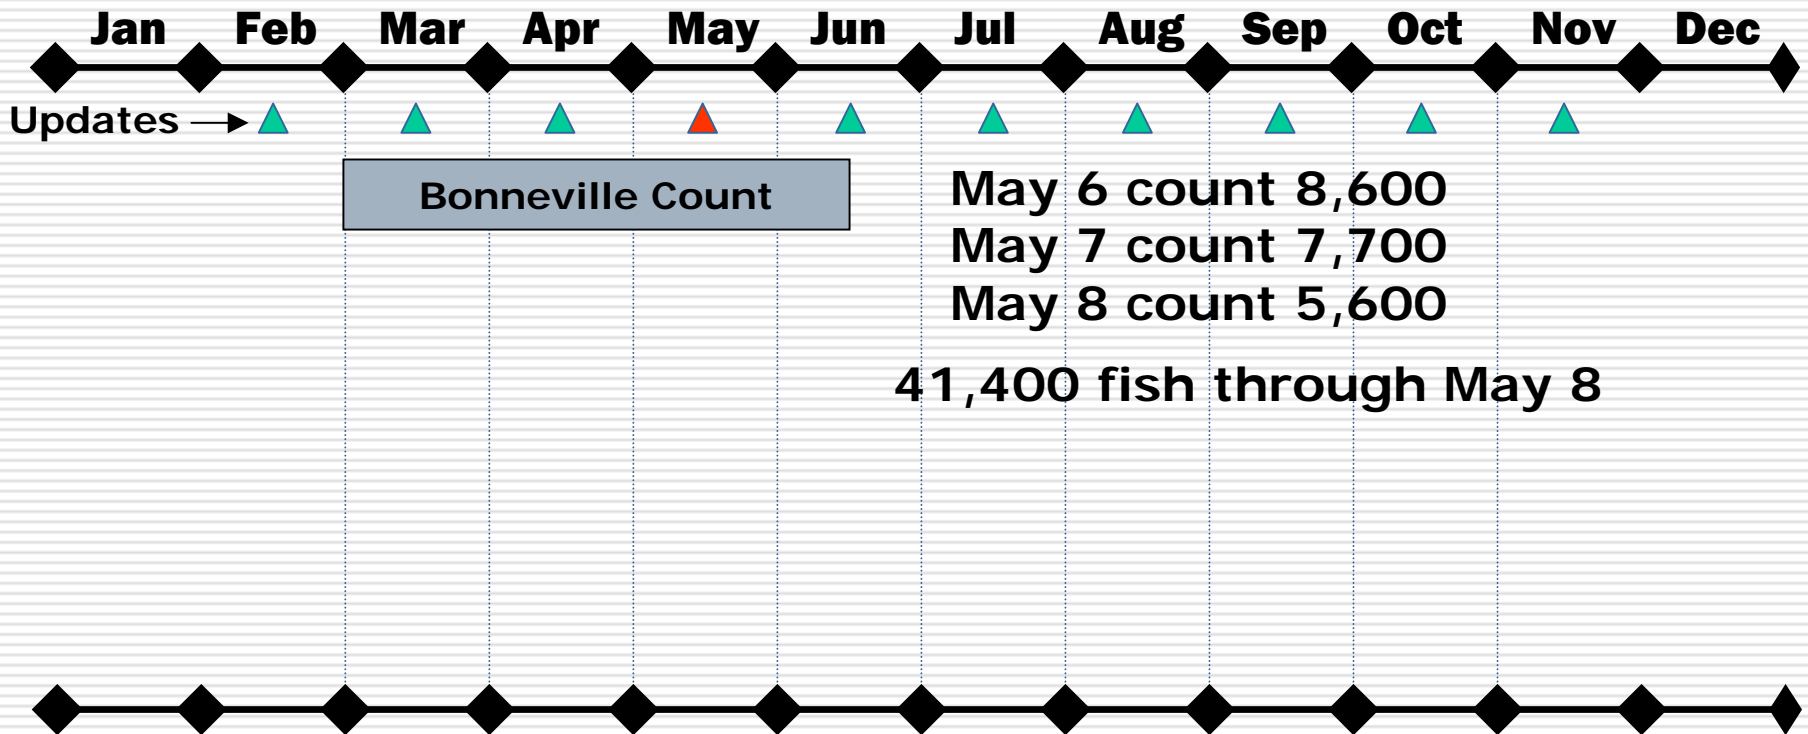 Jan Feb Mar Apr May Jun Jul Aug Sep Oct Nov Dec
Updates
Bonneville Count
May 6 count 8,600
May 7 count 7,700
May 8 count 5,600
41,400 fish through May 8